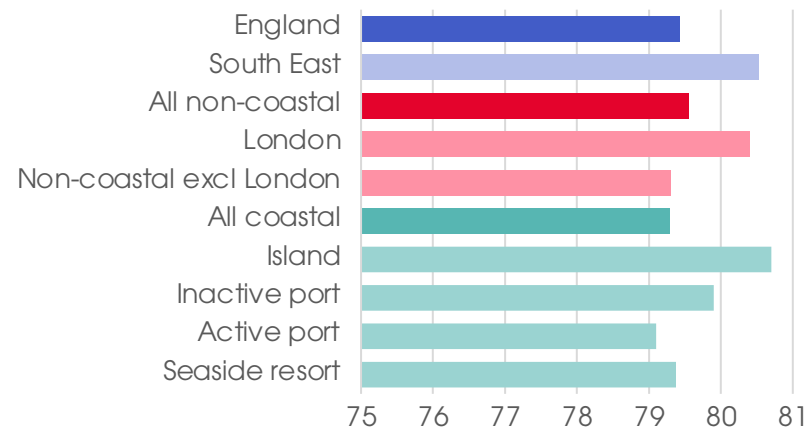 England
South East
All non-coastal
London
Non-coastal excl London
All coastal
Island
Inactive port
Active port
Seaside resort
75 76 77 78 79 80 81